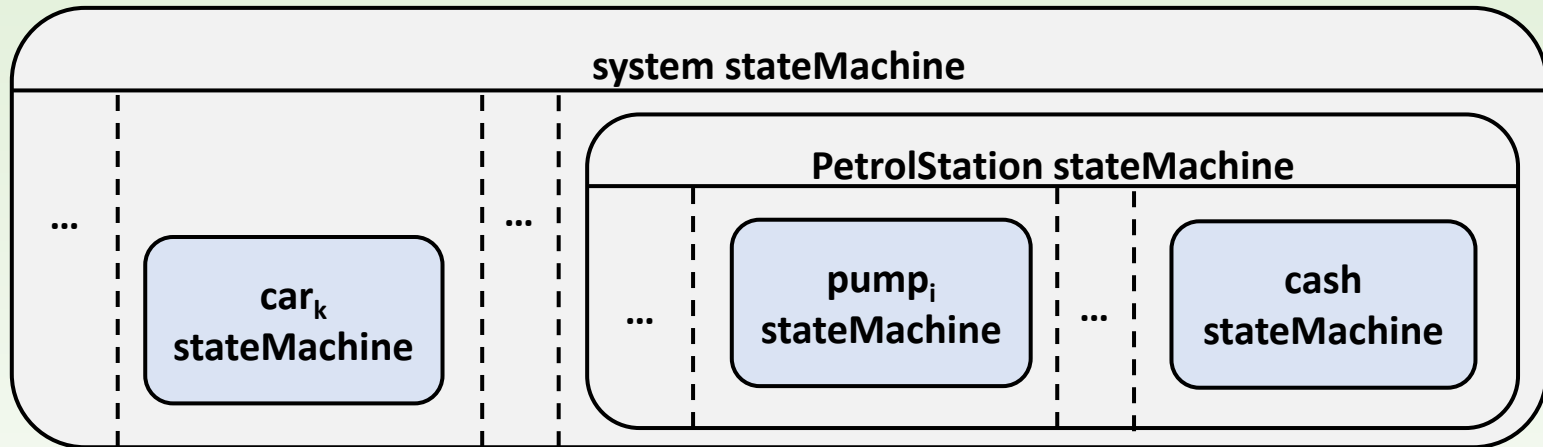 system stateMachine
PetrolStation stateMachine
...
...
car_k
stateMachine
...
pump_i
stateMachine
...
cash
stateMachine